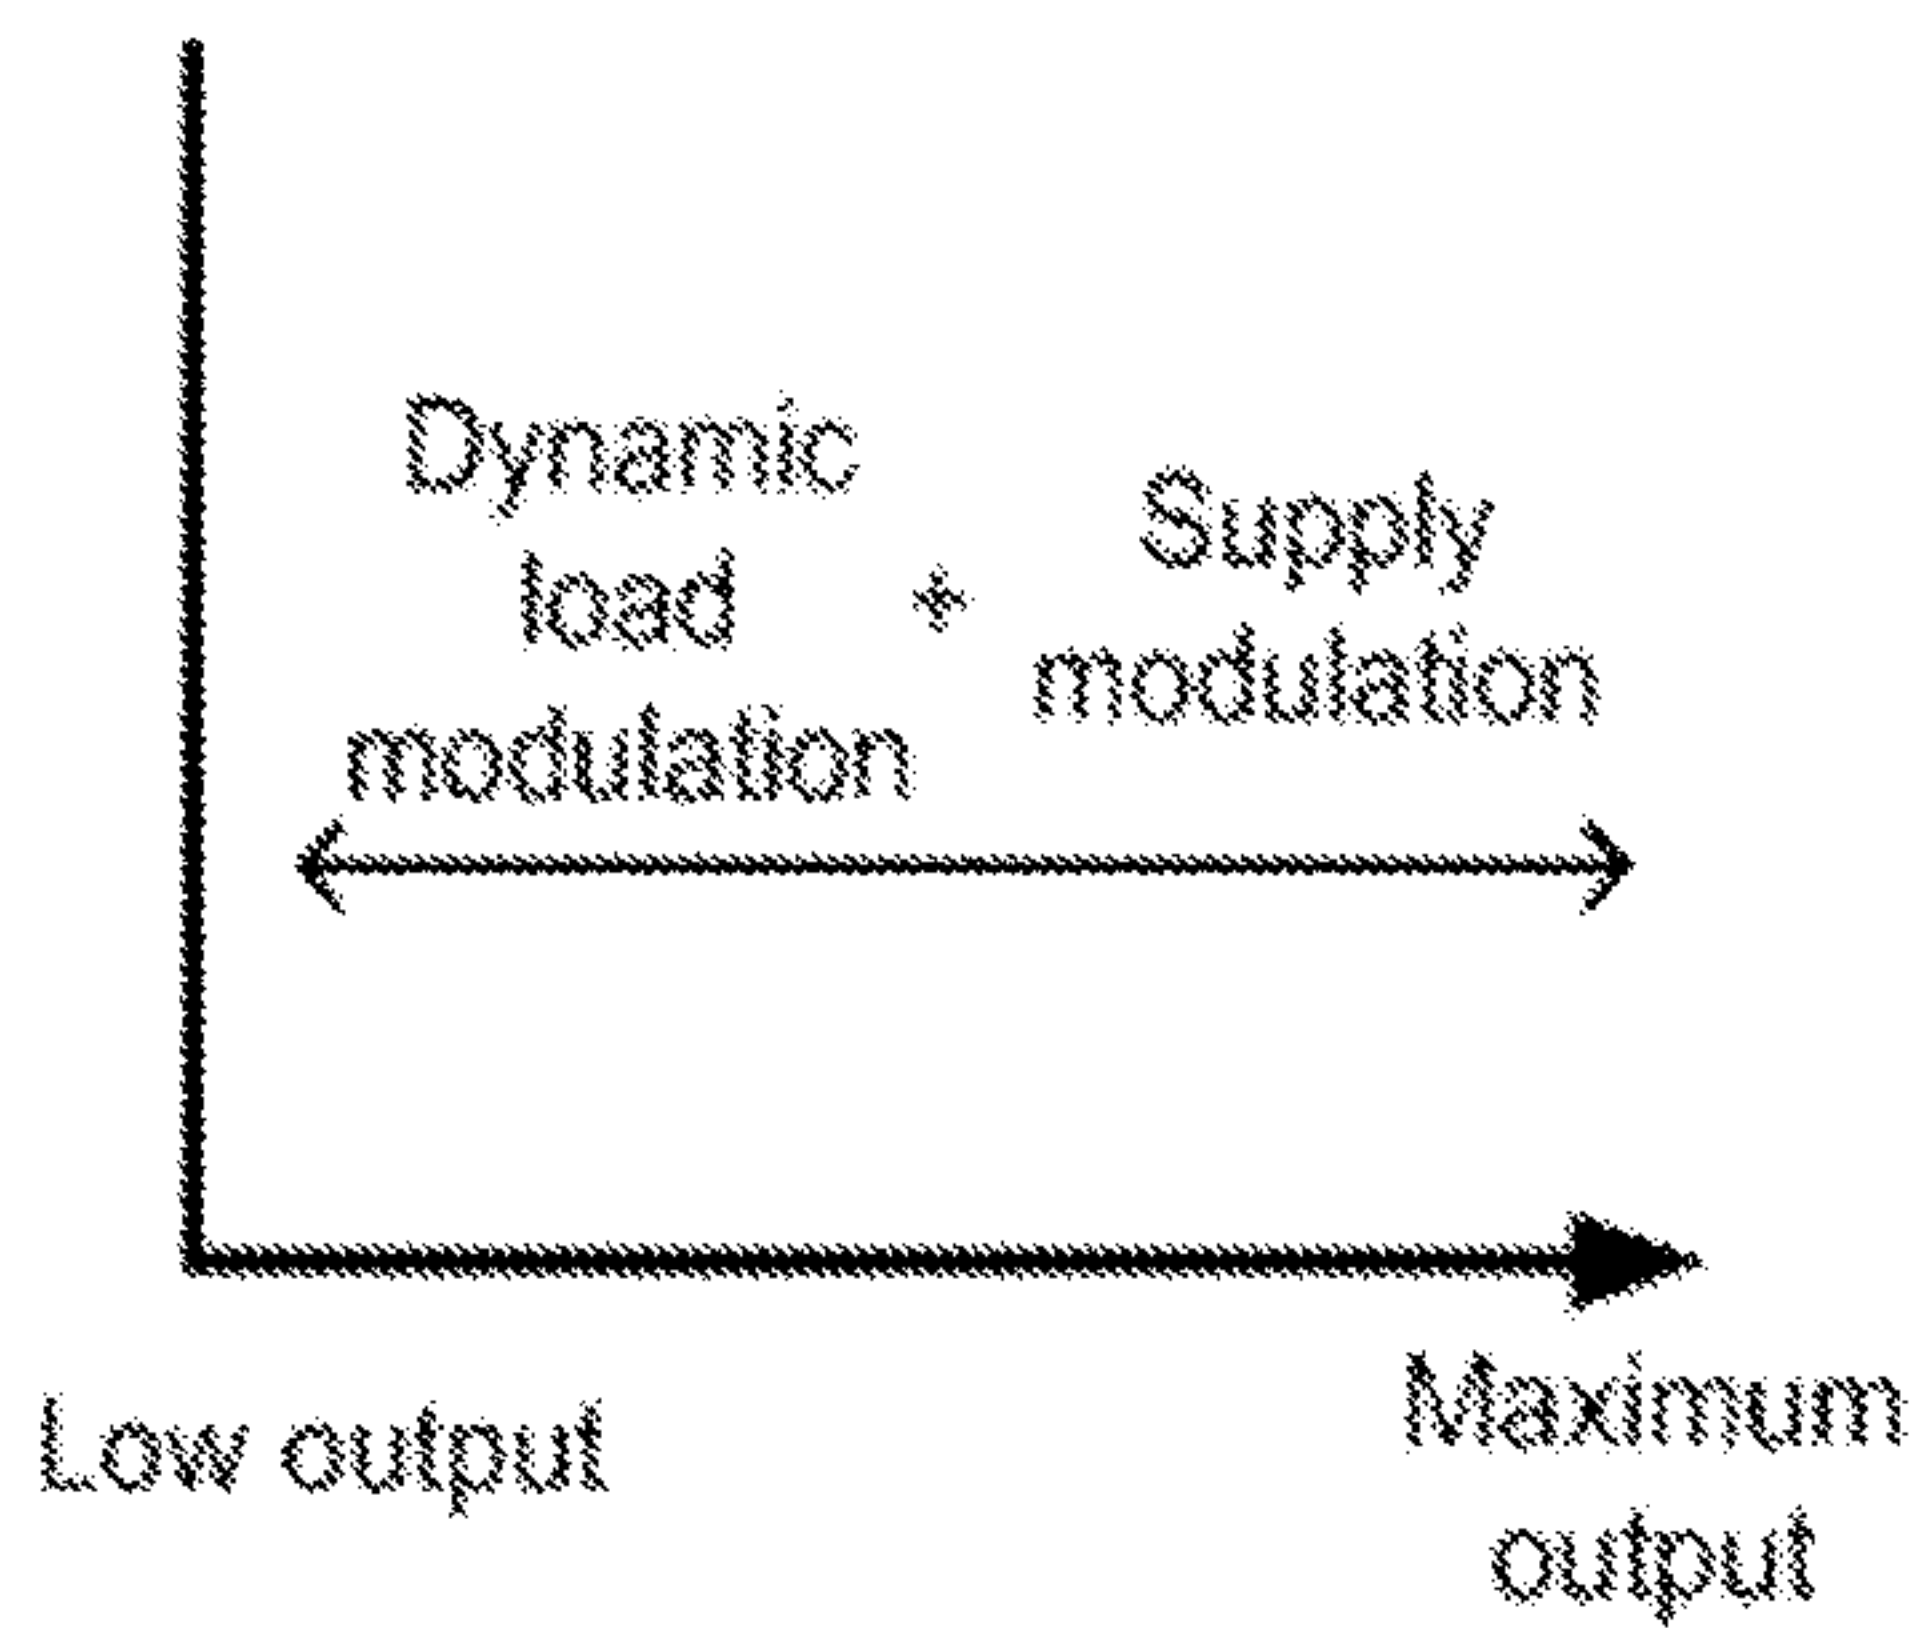 Dynamic
load
modulation
+
Supply
modulation
Low output
Maximum
output